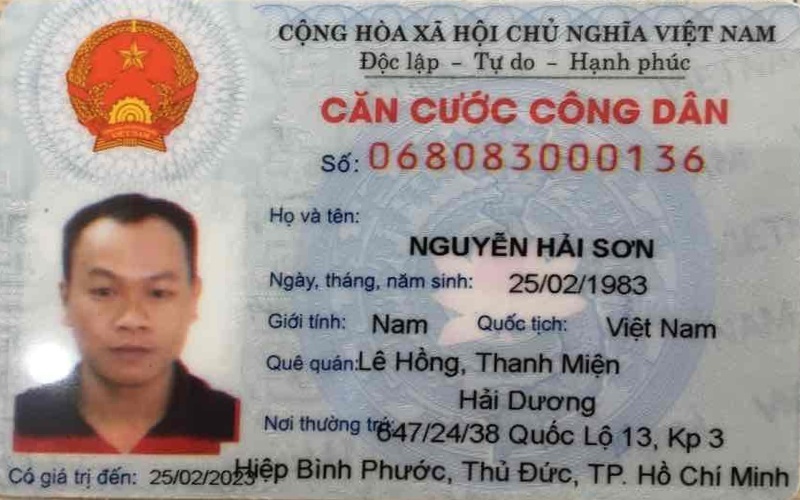 CỘNG HÒA XÃ HỘI CHỦ NGHĨA VIỆT NAM
Độc lập - Tự do - Hạnh phúc
CĂN CƯỚC CÔNG DÂN
Số: 068083000136
Họ và tên:
NGUYỄN HẢI SƠN
Ngày, tháng, năm sinh: 25/02/1983
Giới tính: Nam Quốc tịch: Việt Nam
Quê quán: Lê Hồng, Thanh Miện
Hải Dương
Nơi thường trú: 647/24/38 Quốc Lộ 13, Kp 3
Có giá trị đến: 25/02/2023 Hiệp Bình Phước, Thủ Đức, TP. Hồ Chí Minh